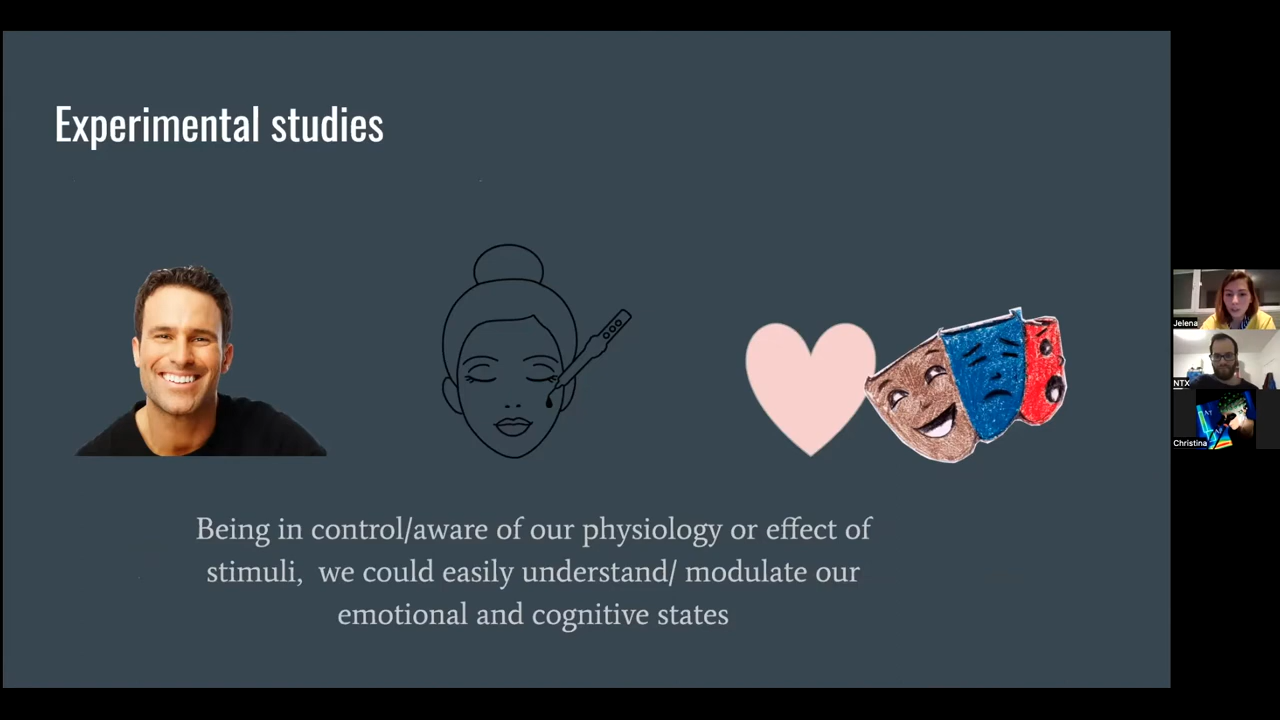 Experimental studies
Being in control/aware of our physiology or effect of
stimuli,  we could easily understand/ modulate our
emotional and cognitive states
Jelena
NTX
Christina